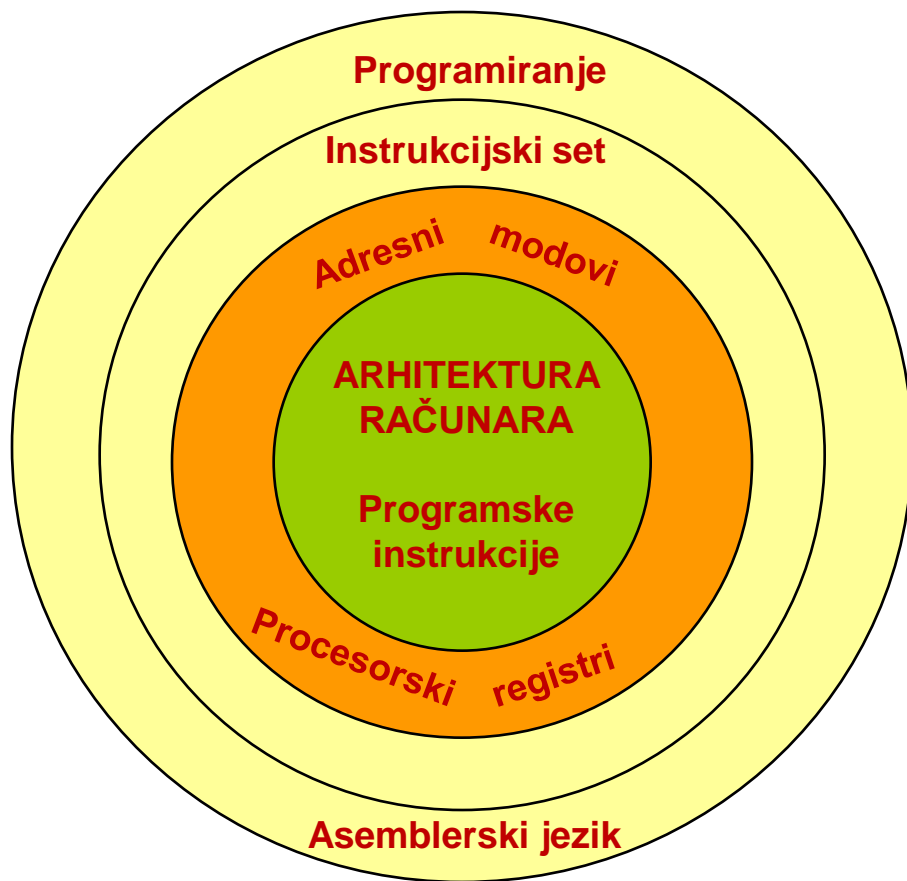 Programiranje
Instrukcijski set
Adresni modovi
ARHITEKTURA
RAČUNARA
Programske
instrukcije
Procesorski registri
Asemblerski jezik